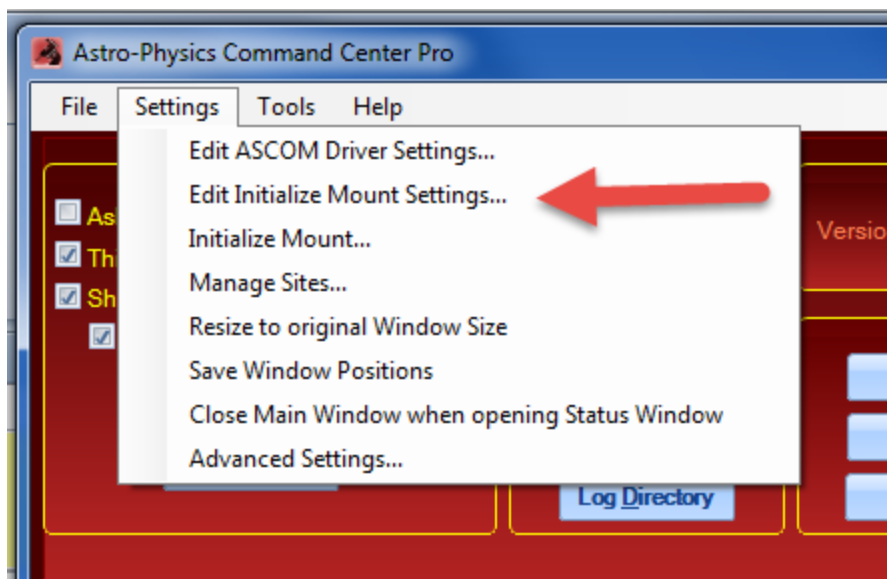 Astro-Physics Command Center Pro
File Settings Tools Help
Edit ASCOM Driver Settings...
Edit Initialize Mount Settings...
Initialize Mount...
Manage Sites...
Resize to original Window Size
Save Window Positions
Close Main Window when opening Status Window
Advanced Settings...
Log Directory